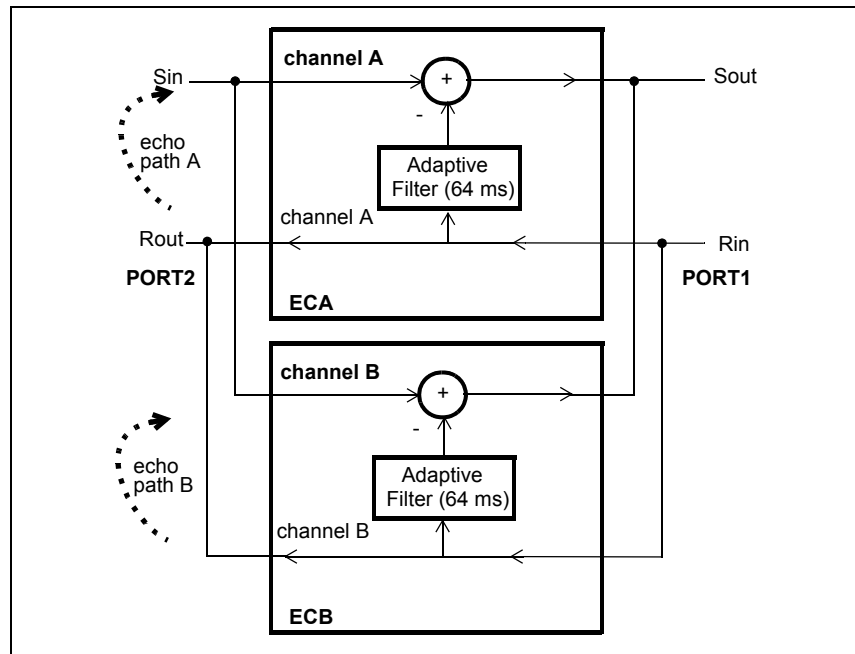 channel A
Sin
+
Sout
-
echo
path A
Adaptive
Filter (64 ms)
channel A
Rout
Rin
PORT2
PORT1
ECA
channel B
+
-
echo
path B
Adaptive
Filter (64 ms)
channel B
ECB